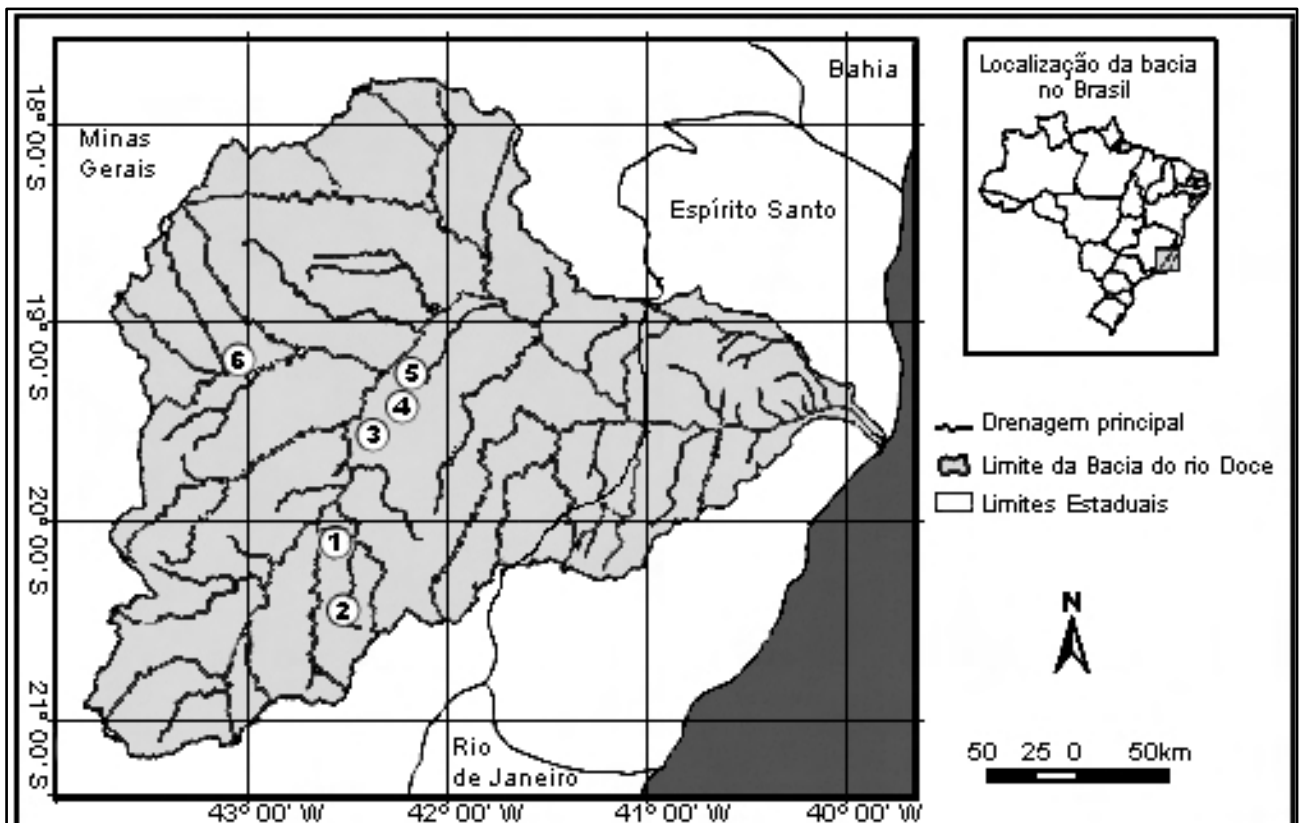 Bahia
Minas
Gerais
Espírito Santo
Rio
de Janeiro
18° 00' S
19° 00' S
20° 00' S
21° 00' S
43° 00' W
42° 00' W
41° 00' W
40° 00' W
6
5
4
3
1
2
Localização da bacia
no Brasil
Drenagem principal
Limite da Bacia do rio Doce
Limites Estaduais
N
50 25 0 50km